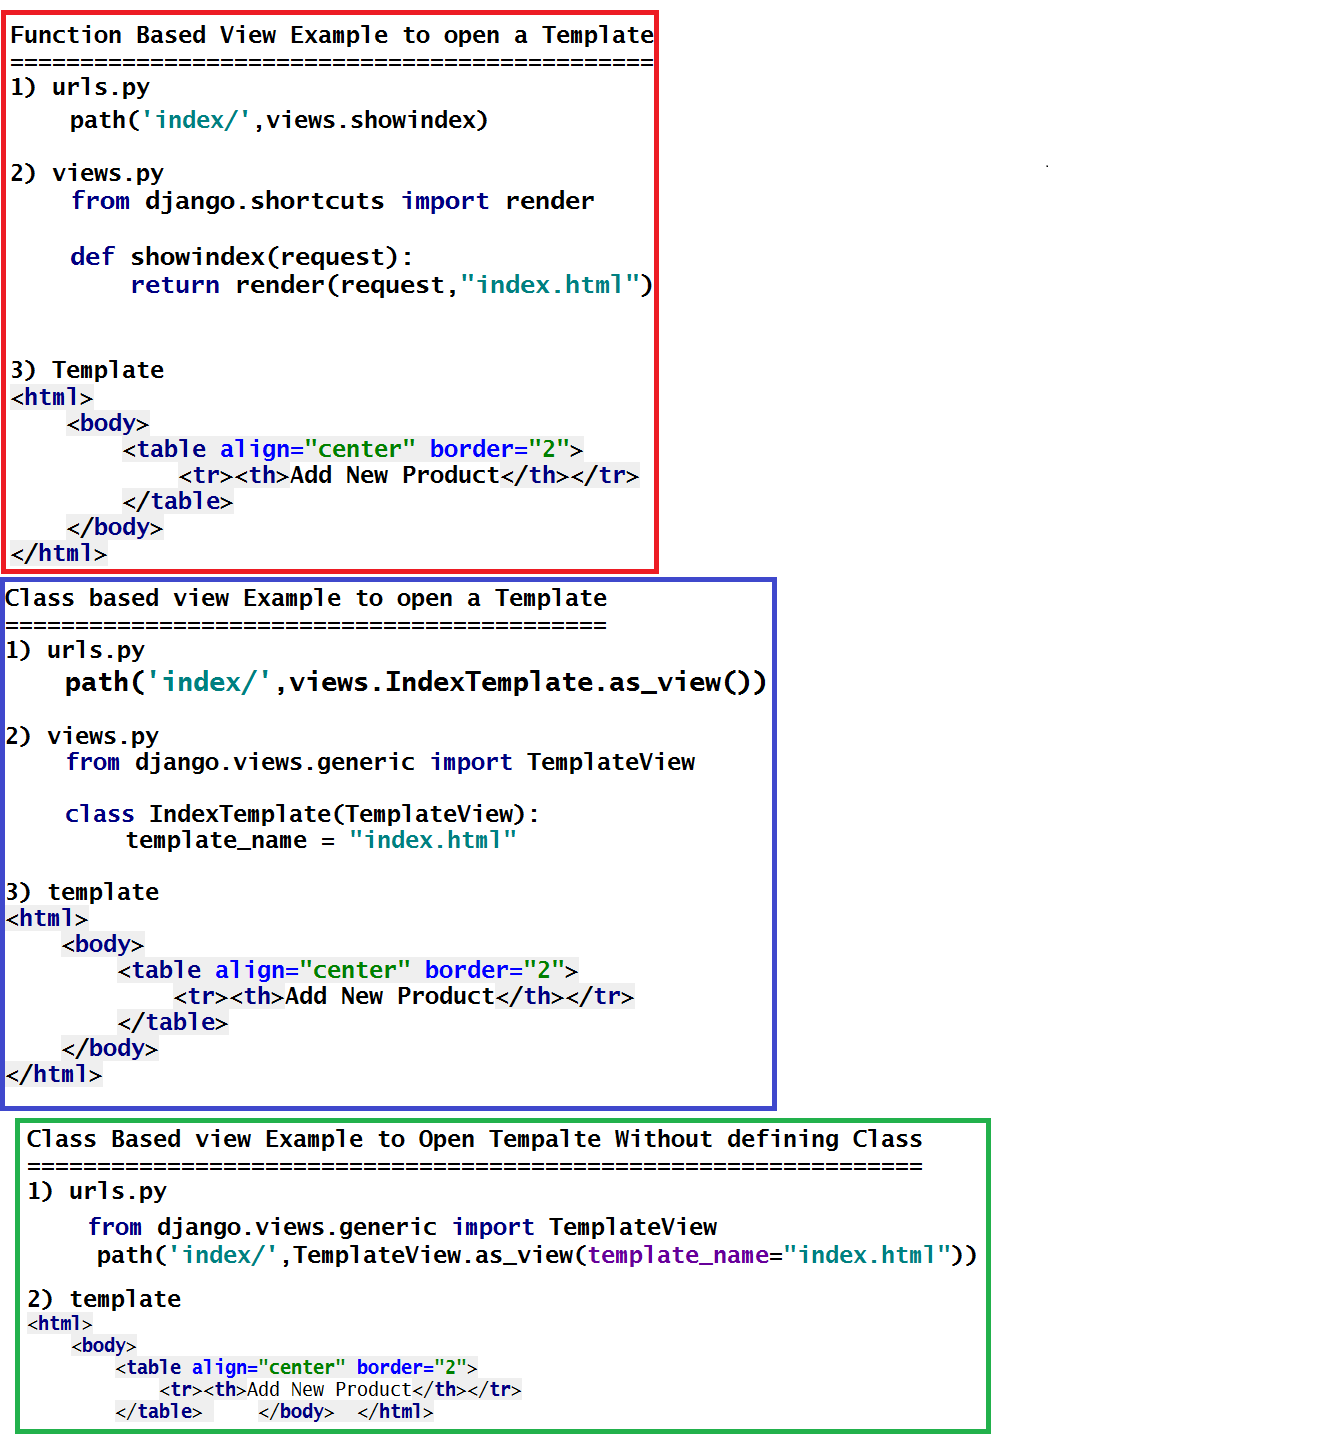 Function Based View Example to open a Template
==============================================
1) urls.py
path('index/',views.showindex)
2) views.py
from django.shortcuts import render
def showindex(request):
return render(request,"index.html")
3) Template
<html>
<body>
<table align="center" border="2">
<tr><th>Add New Product</th></tr>
</table>
</body>
</html>
Class based view Example to open a Template
===========================================
1) urls.py
path('index/',views.IndexTemplate.as_view())
2) views.py
from django.views.generic import TemplateView
class IndexTemplate(TemplateView):
template_name = "index.html"
3) template
<html>
<body>
<table align="center" border="2">
<tr><th>Add New Product</th></tr>
</table>
</body>
</html>
Class Based view Example to Open Tempalte Without defining Class
================================================================
1) urls.py
from django.views.generic import TemplateView
path('index/',TemplateView.as_view(template_name="index.html"))
2) template
<html>
<body>
<table align="center" border="2">
<tr><th>Add New Product</th></tr>
</table> </body> </html>